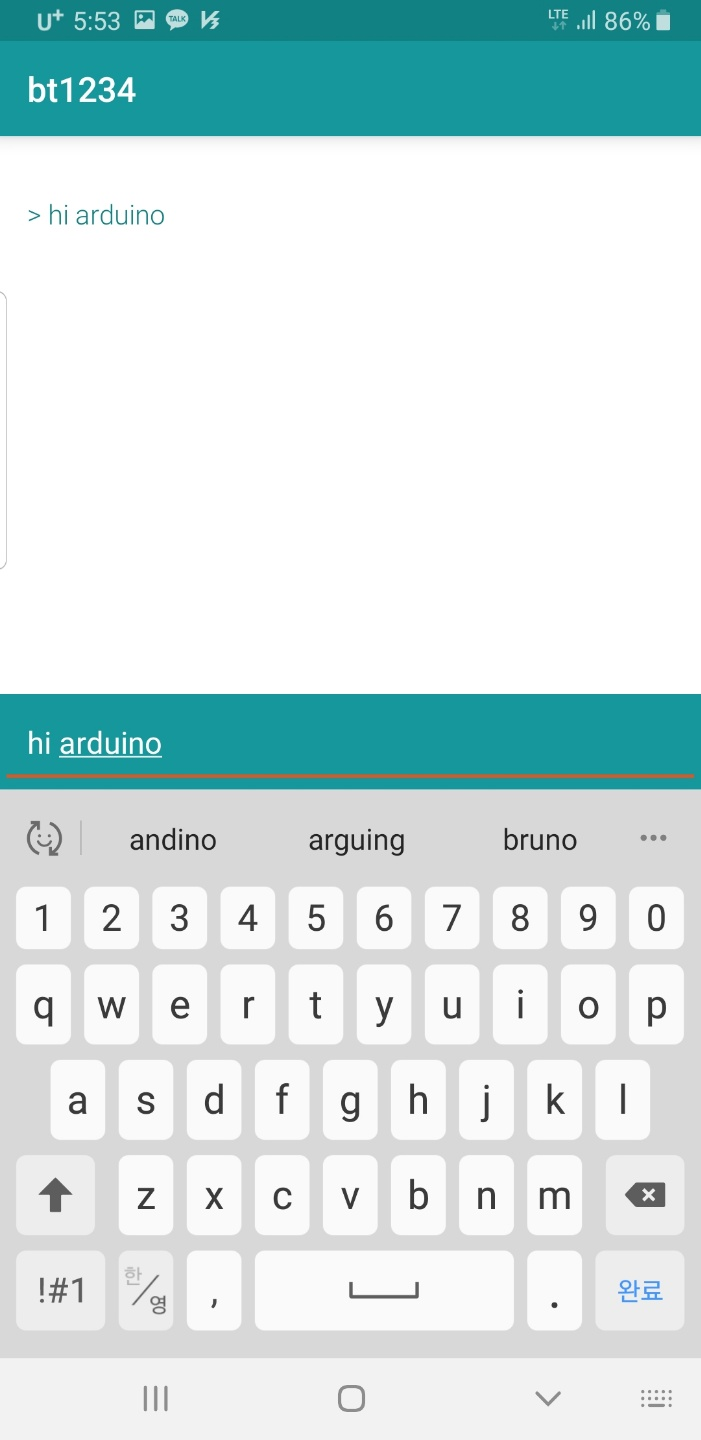 U+ 5:53 TALK LTE 86%
bt1234
> hi arduino
hi arduino
andino arguing bruno
1 2 3 4 5 6 7 8 9 0
q w e r t y u i o p
a s d f g h j k l
z x c v b n m
!#1 한/영 , . 완료